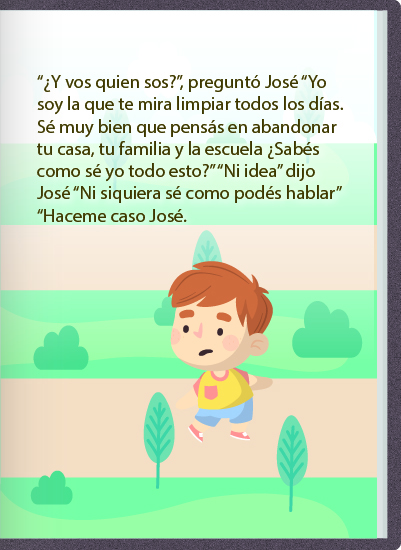 “¿Y vos quien sos?”, preguntó José “Yo
soy la que te mira limpiar todos los días.
Sé muy bien que pensás en abandonar
tu casa, tu familia y la escuela ¿Sabés
como sé yo todo esto?” “Ni idea” dijo
José “Ni siquiera sé como podés hablar”
“Haceme caso José.